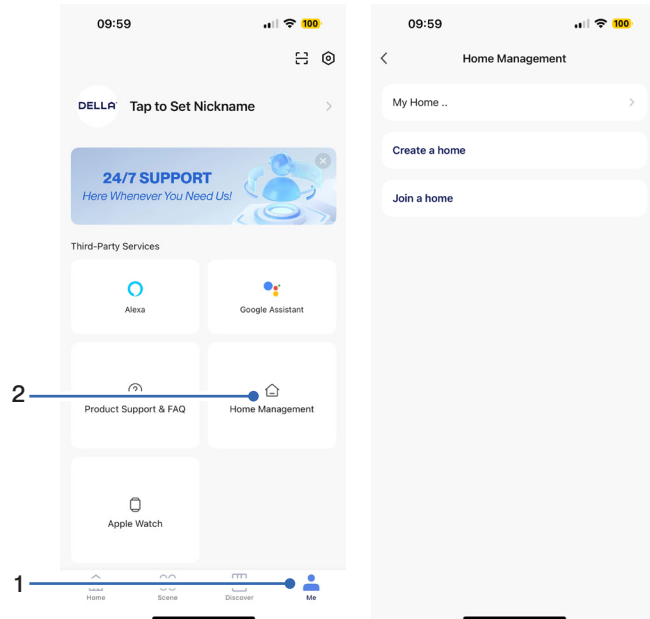 09:59
100
DELLA
Tap to Set Nickname
24/7 SUPPORT
Here Whenever You Need Us!
Third-Party Services
Alexa
Google Assistant
2
Product Support & FAQ
Home Management
Apple Watch
1
Home
Scene
Discover
Me
09:59
100
Home Management
My Home ..
Create a home
Join a home